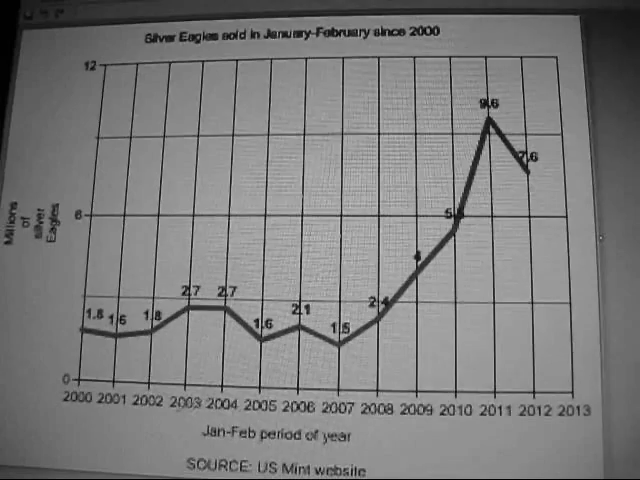 Silver Eagles sold in January-February since 2000
12
9.6
7.6
6
Millions
of
silver
Eagles
4
2.7 2.7
2.4
2.1
1.8 1.6 1.8
1.6
1.5
0
2000 2001 2002 2003 2004 2005 2006 2007 2008 2009 2010 2011 2012 2013
Jan-Feb period of year
SOURCE: US Mint website